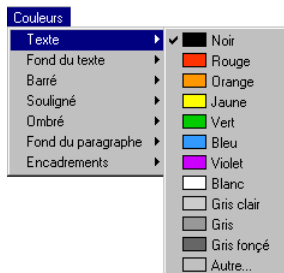 Couleurs
Texte
Fond du texte
Barré
Souligné
Ombré
Fond du paragraphe
Encadrements
Noir
Rouge
Orange
Jaune
Vert
Bleu
Violet
Blanc
Gris clair
Gris
Gris fonçé
Autre...